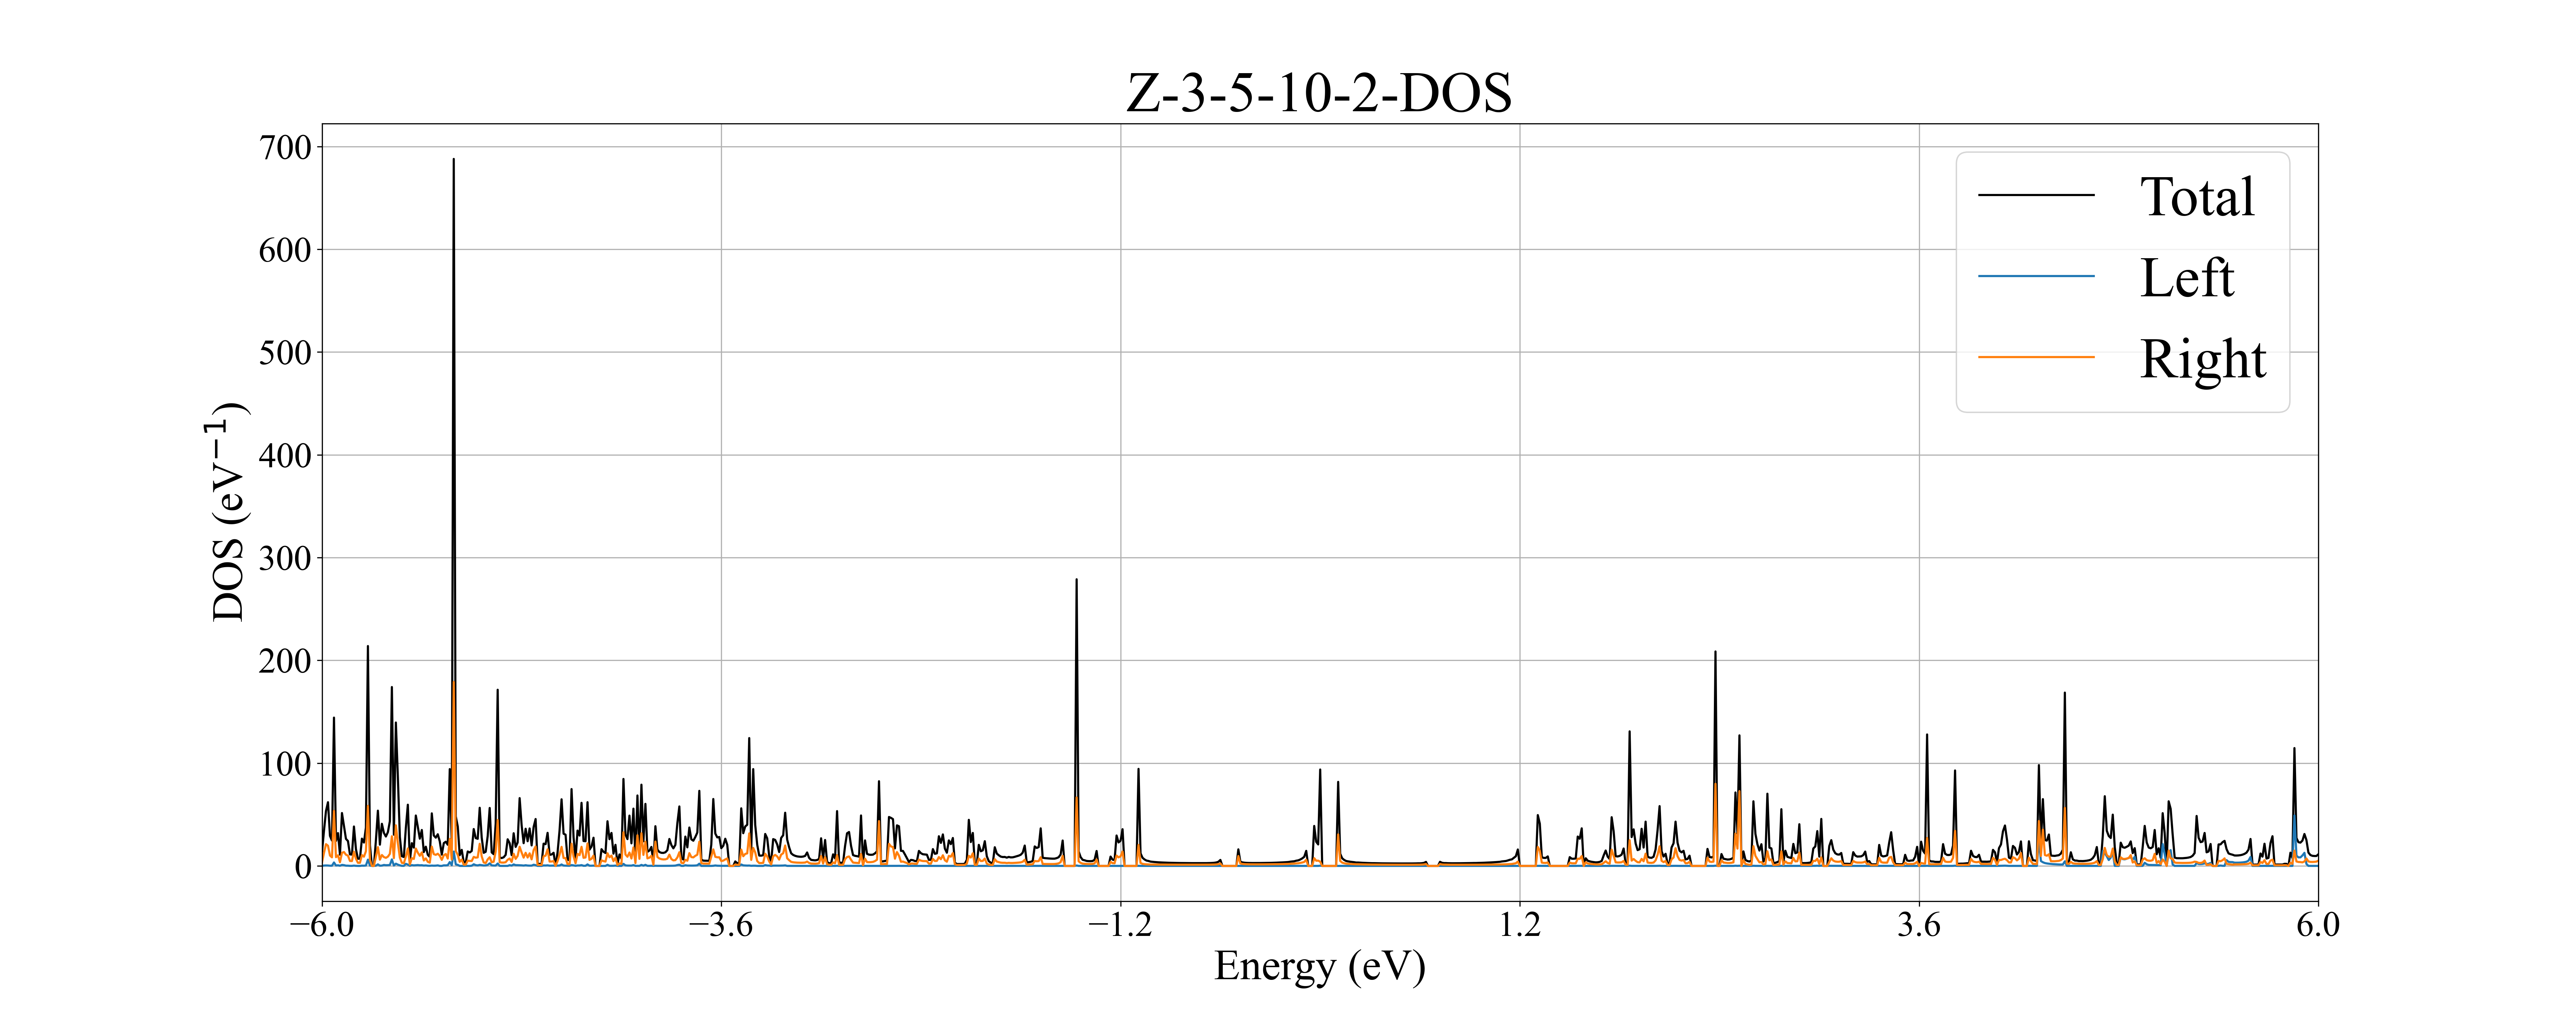 Z-3-5-10-2-DOS
700
600
500
400
300
200
100
0
DOS (eV⁻¹)
Total
Left
Right
−6.0 −3.6 −1.2 1.2 3.6 6.0
Energy (eV)